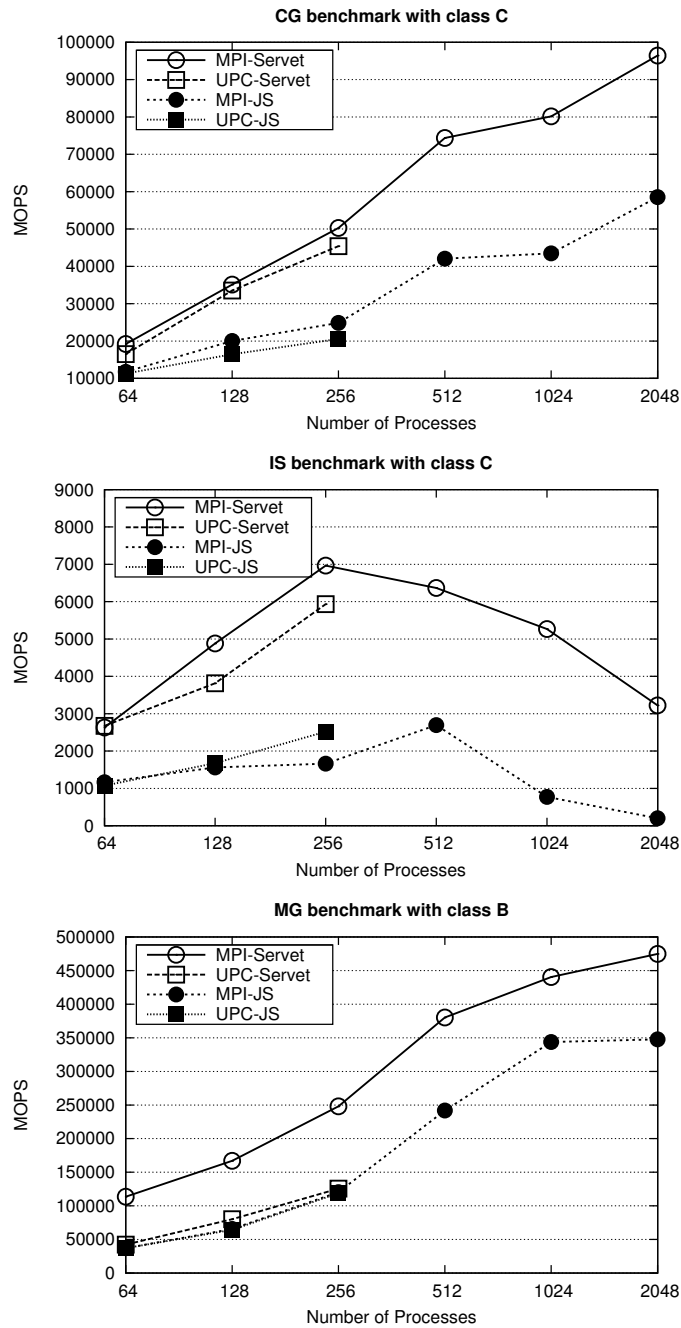 CG benchmark with class C
100000
90000
80000
70000
60000
50000
40000
30000
20000
10000
MOPS
MPI-Servet
UPC-Servet
MPI-JS
UPC-JS
64 128 256 512 1024 2048
Number of Processes
IS benchmark with class C
9000
8000
7000
6000
5000
4000
3000
2000
1000
0
MOPS
MPI-Servet
UPC-Servet
MPI-JS
UPC-JS
64 128 256 512 1024 2048
Number of Processes
MG benchmark with class B
500000
450000
400000
350000
300000
250000
200000
150000
100000
50000
0
MOPS
MPI-Servet
UPC-Servet
MPI-JS
UPC-JS
64 128 256 512 1024 2048
Number of Processes